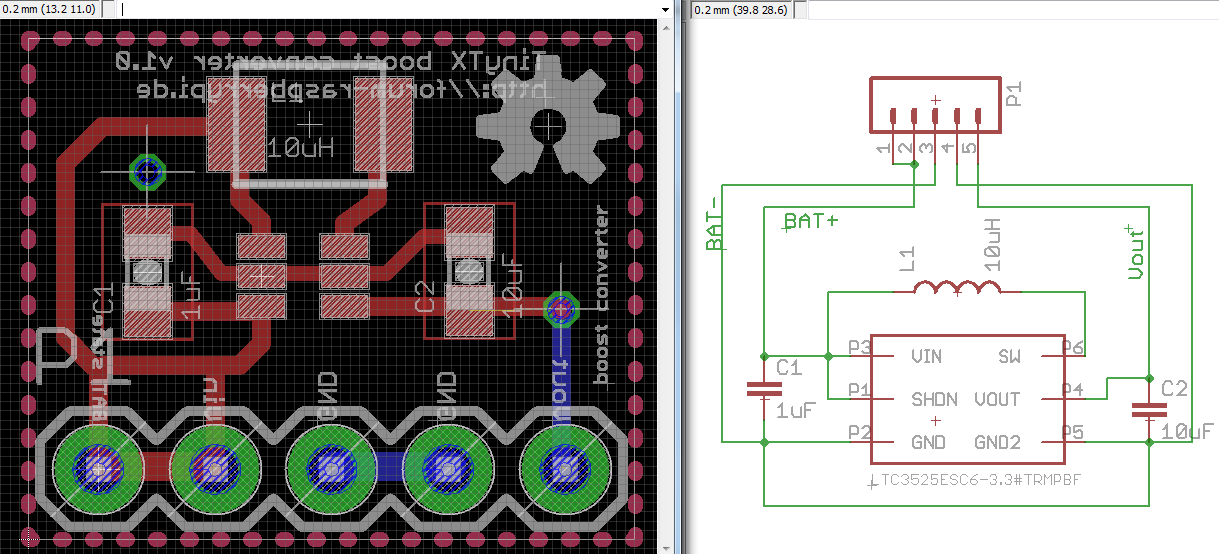 0.2 mm (13.2 11.0)
TinyTX boost converter v1.0
http://forum-raspberrypi.de
10uH
C1
1uF
C2
10uF
boost converter
P1
Vin
GND
GND
Vout
0.2 mm (39.8 28.6)
P1
1
2
3
4
5
BAT-
BAT+
Vout
L1
10uH
P3
VIN
SW
P6
C1
1uF
P1
SHDN
VOUT
P4
C2
10uF
P2
GND
GND2
P5
LTC3525ESC6-3.3#TRMPBF